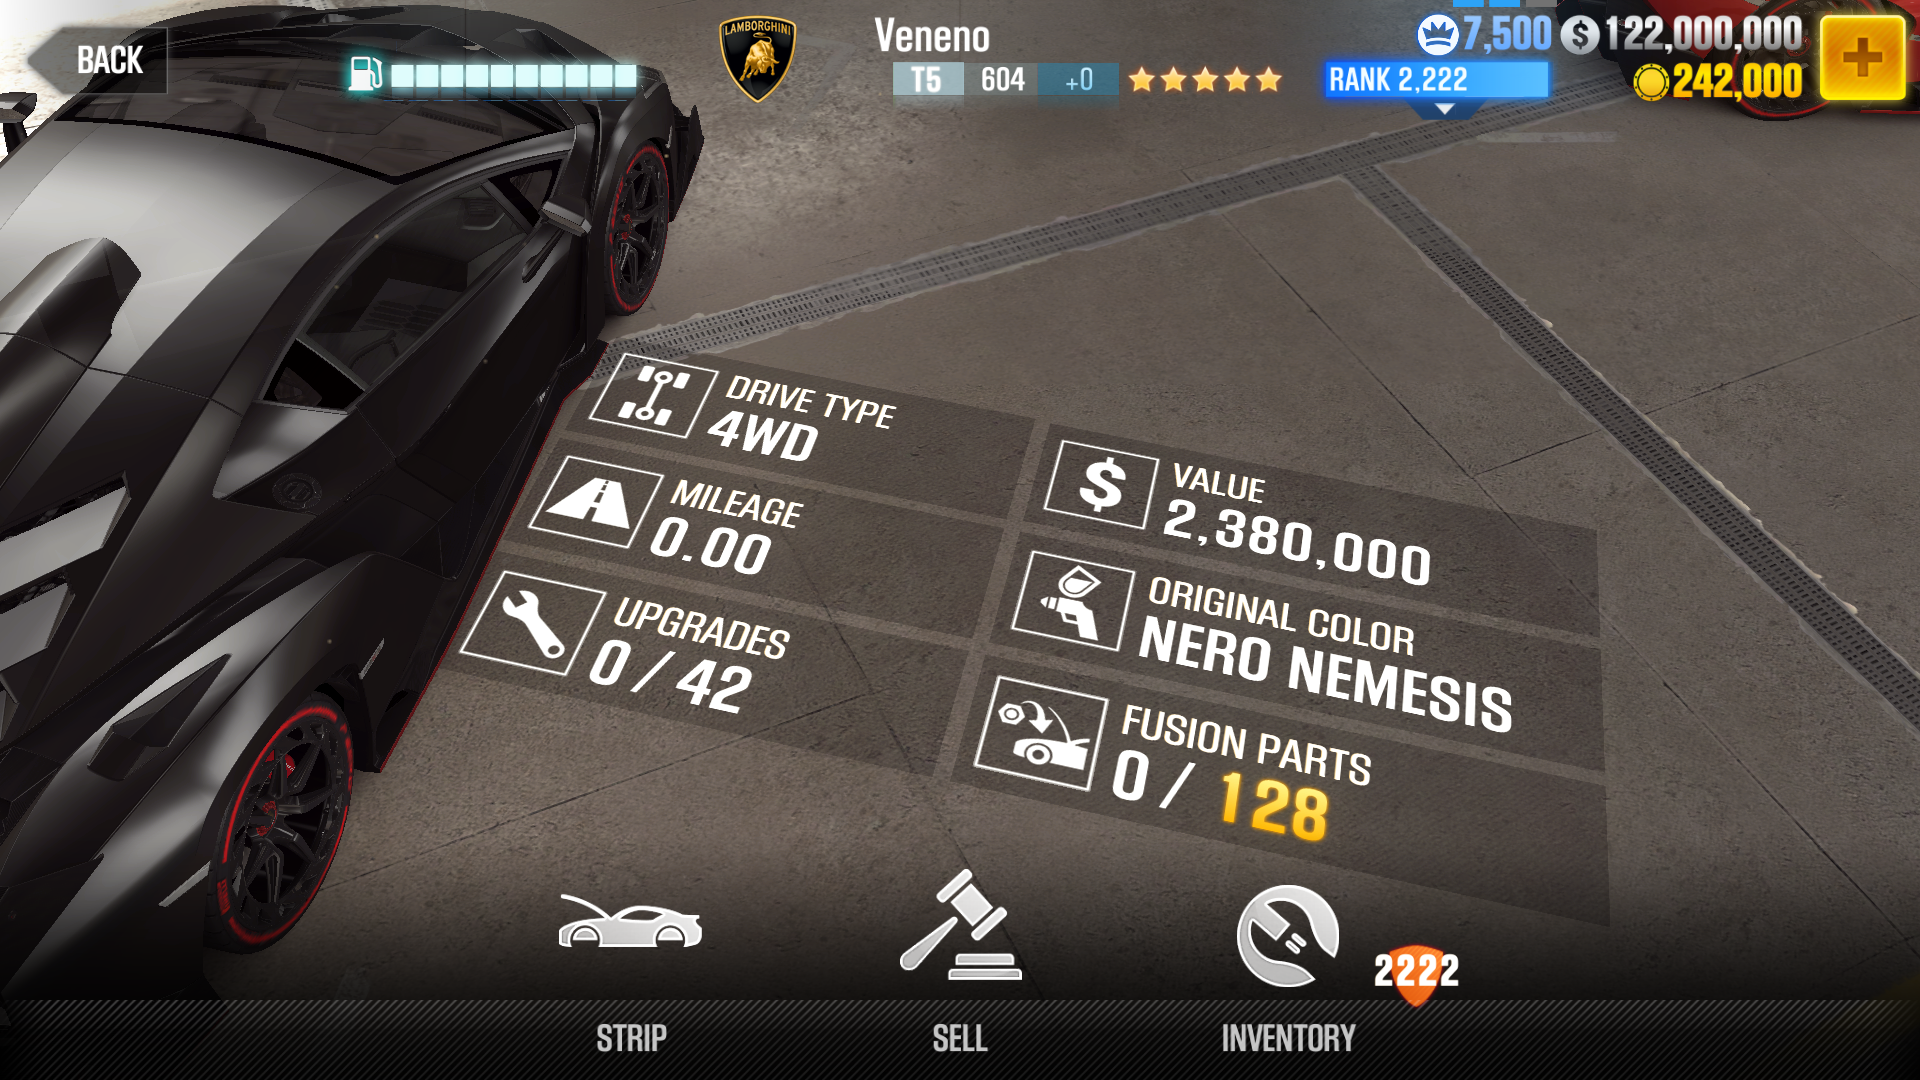 BACK
LAMBORGHINI
Veneno
T5 604 +0
7,500
122,000,000
RANK 2,222
242,000
DRIVE TYPE
4WD
MILEAGE
0.00
UPGRADES
0 / 42
VALUE
2,380,000
ORIGINAL COLOR
NERO NEMESIS
FUSION PARTS
0 / 128
2222
STRIP
SELL
INVENTORY